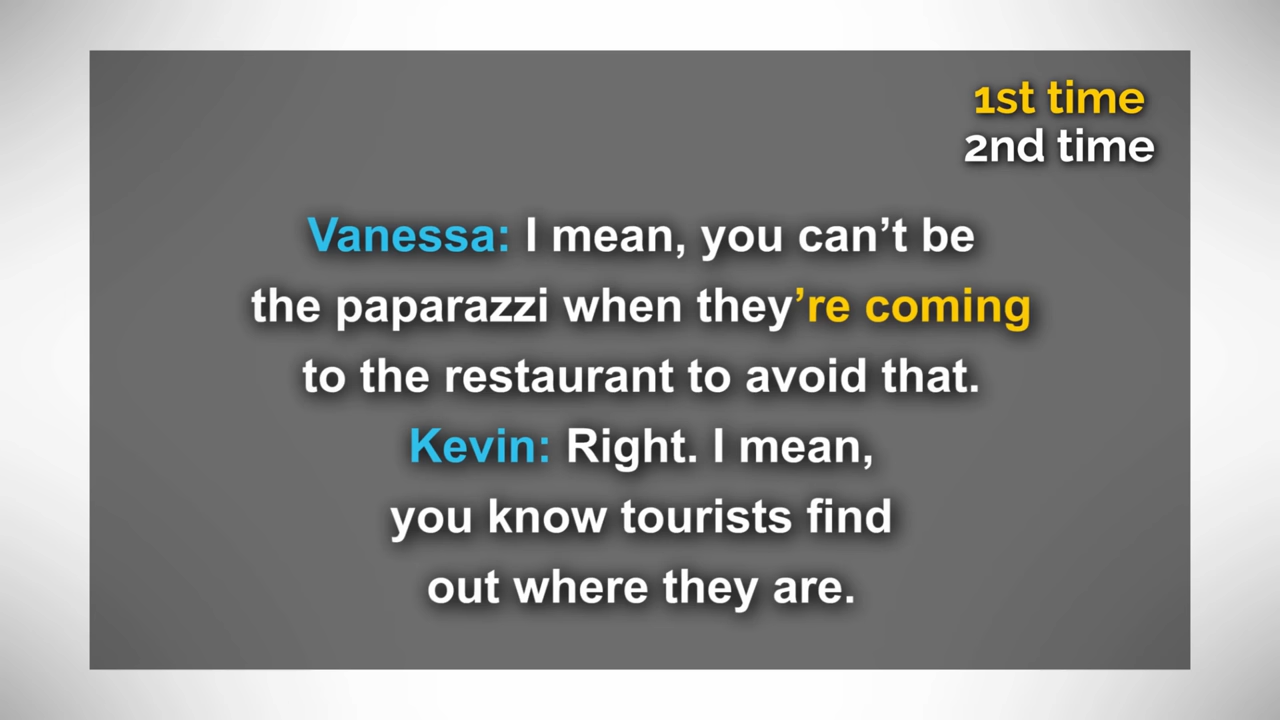 1st time
2nd time
Vanessa: I mean, you can’t be
the paparazzi when they’re coming
to the restaurant to avoid that.
Kevin: Right. I mean,
you know tourists find
out where they are.